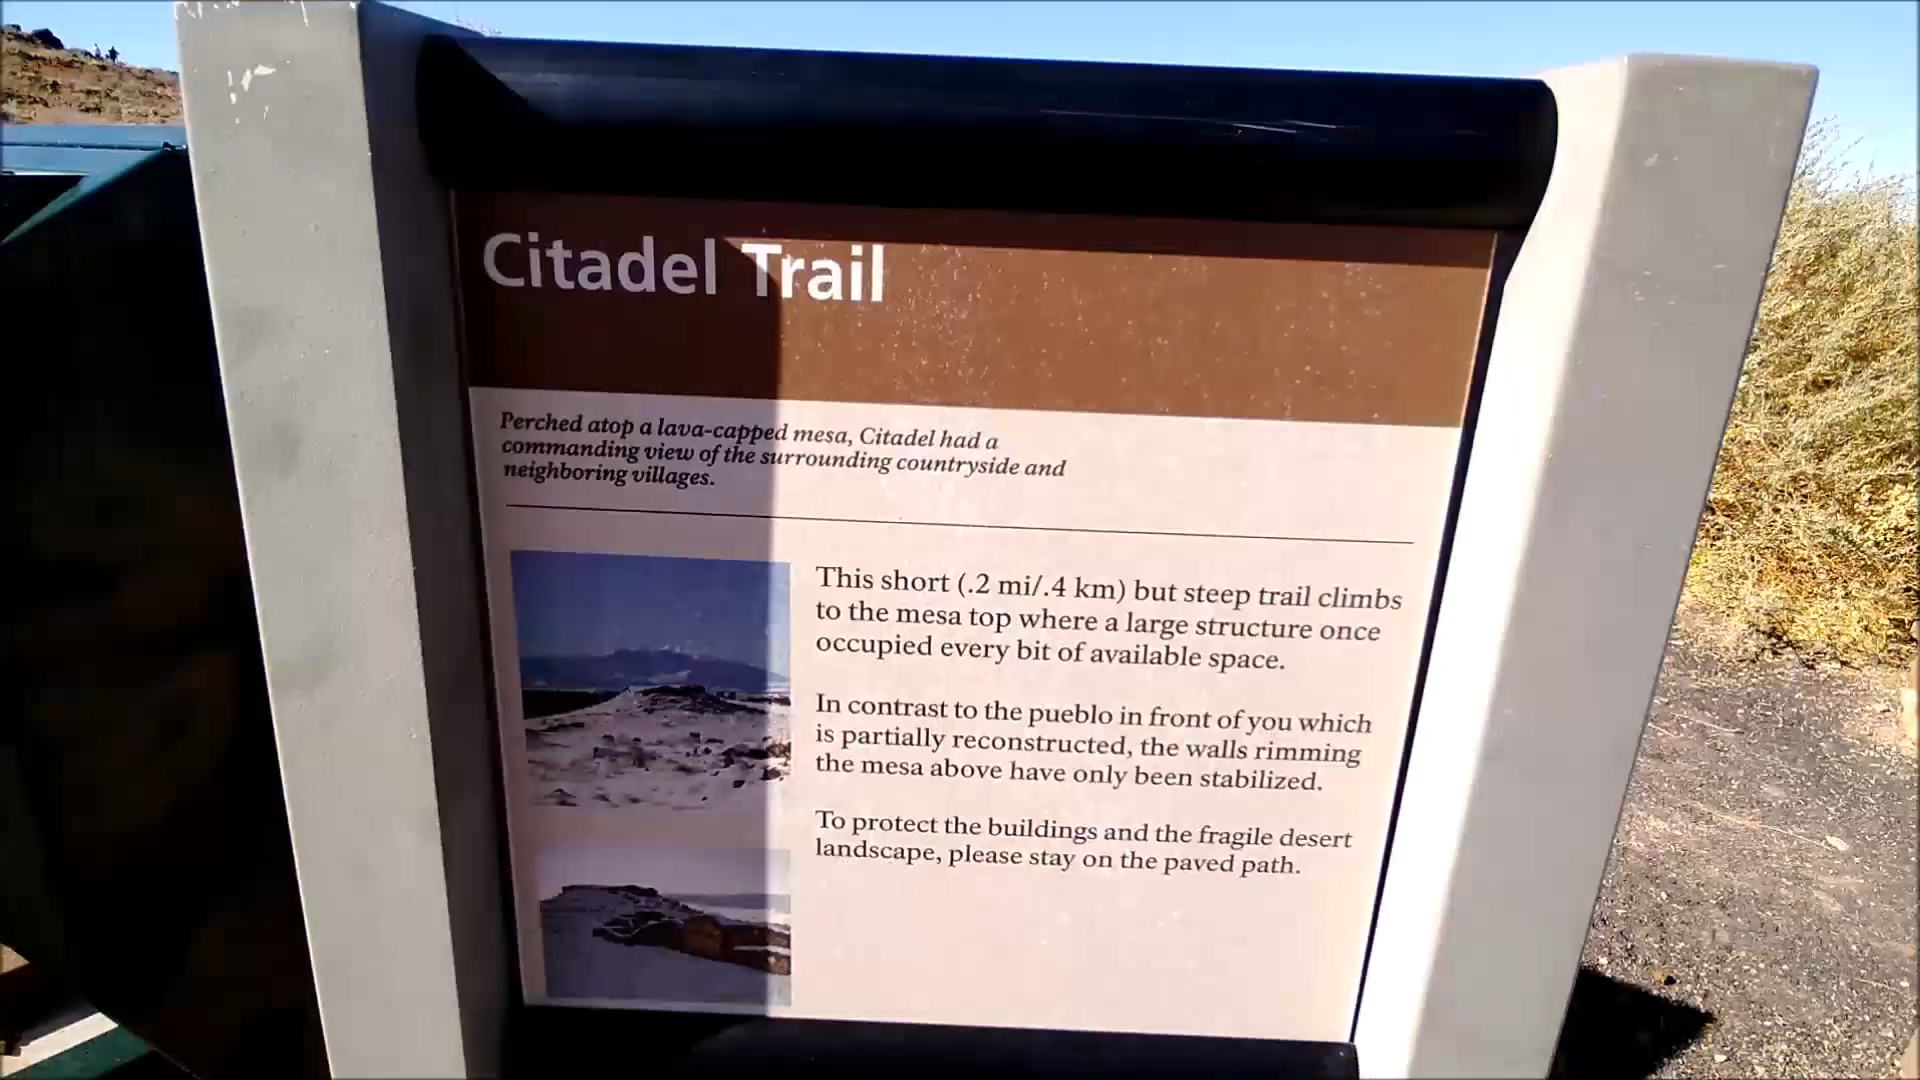 Citadel Trail
Perched atop a lava-capped mesa, Citadel had a
commanding view of the surrounding countryside and
neighboring villages.
This short (.2 mi/.4 km) but steep trail climbs
to the mesa top where a large structure once
occupied every bit of available space.
In contrast to the pueblo in front of you which
is partially reconstructed, the walls rimming
the mesa above have only been stabilized.
To protect the buildings and the fragile desert
landscape, please stay on the paved path.